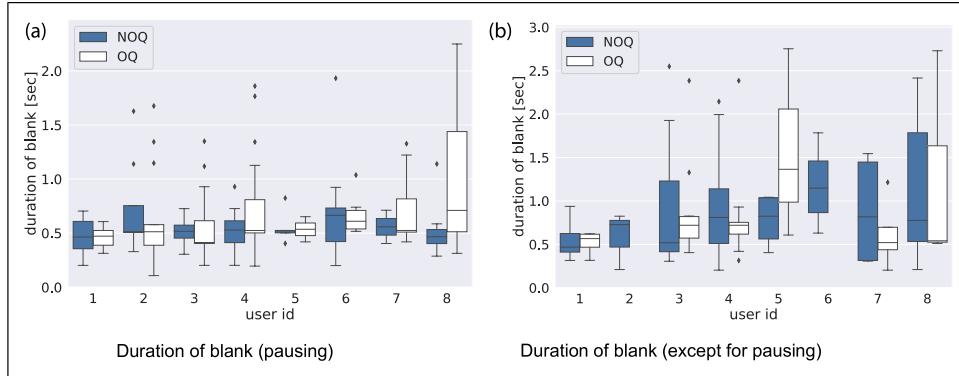 (a)
NOQ
OQ
duration of blank [sec]
2.0
1.5
1.0
0.5
0.0
1 2 3 4 5 6 7 8
user id
Duration of blank (pausing)
(b)
NOQ
OQ
duration of blank [sec]
3.0
2.5
2.0
1.5
1.0
0.5
0.0
1 2 3 4 5 6 7 8
user id
Duration of blank (except for pausing)